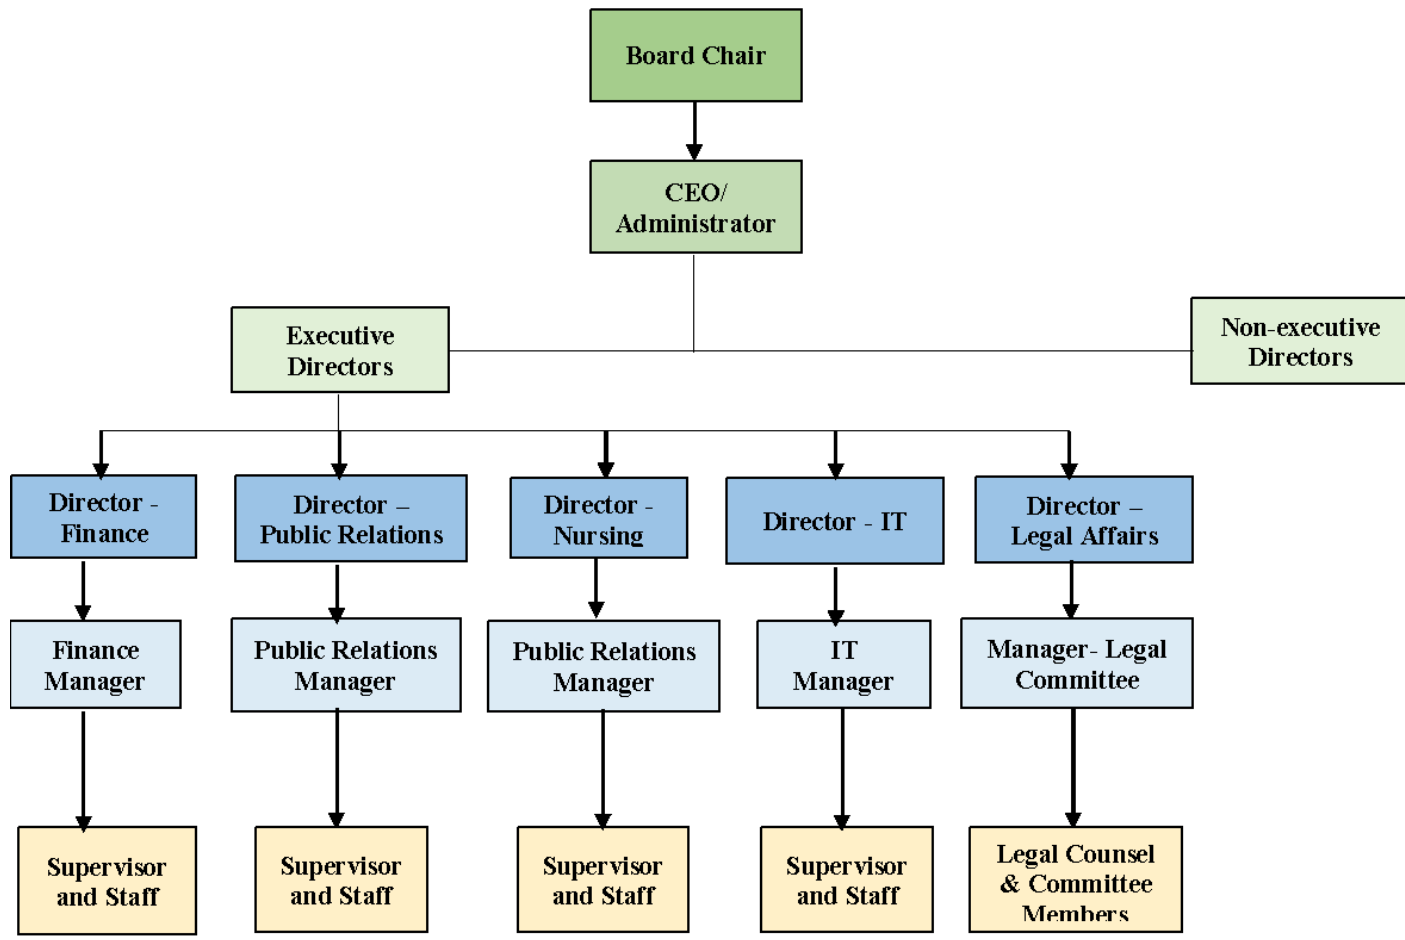 Board Chair
CEO/
Administrator
Executive
Directors
Non-executive
Directors
Director -
Finance
Director –
Public Relations
Director -
Nursing
Director - IT
Director –
Legal Affairs
Finance
Manager
Public Relations
Manager
Public Relations
Manager
IT
Manager
Manager- Legal
Committee
Supervisor
and Staff
Supervisor
and Staff
Supervisor
and Staff
Supervisor
and Staff
Legal Counsel
& Committee
Members